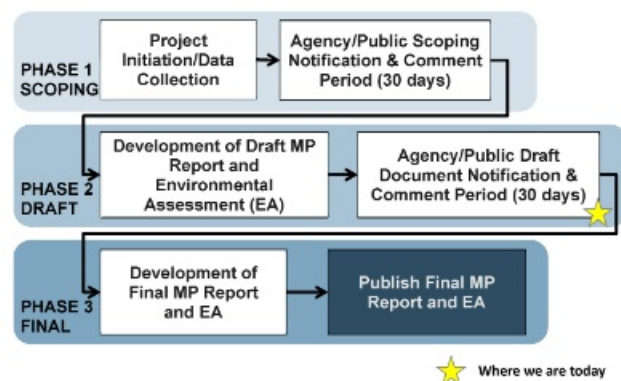 PHASE 1
SCOPING
Project
Initiation/Data
Collection
Agency/Public Scoping
Notification & Comment
Period (30 days)
PHASE 2
DRAFT
Development of Draft MP
Report and
Environmental
Assessment (EA)
Agency/Public Draft
Document Notification &
Comment Period (30 days)
PHASE 3
FINAL
Development of
Final MP Report
and EA
Publish Final MP
Report and EA
Where we are today